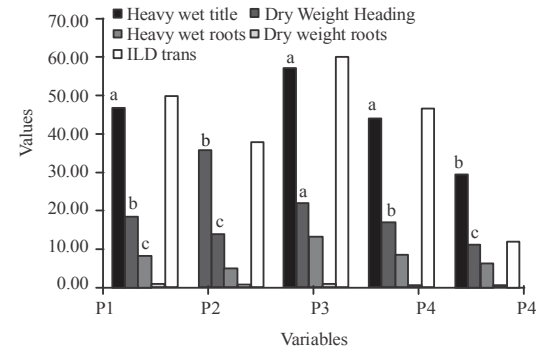 Heavy wet title Dry Weight Heading
Heavy wet roots Dry weight roots
ILD trans
70.00
60.00
50.00
40.00
30.00
20.00
10.00
0.00
Values
a
b
c
b
c
a
a
a
b
b
c
P1 P2 P3 P4 P4
Variables